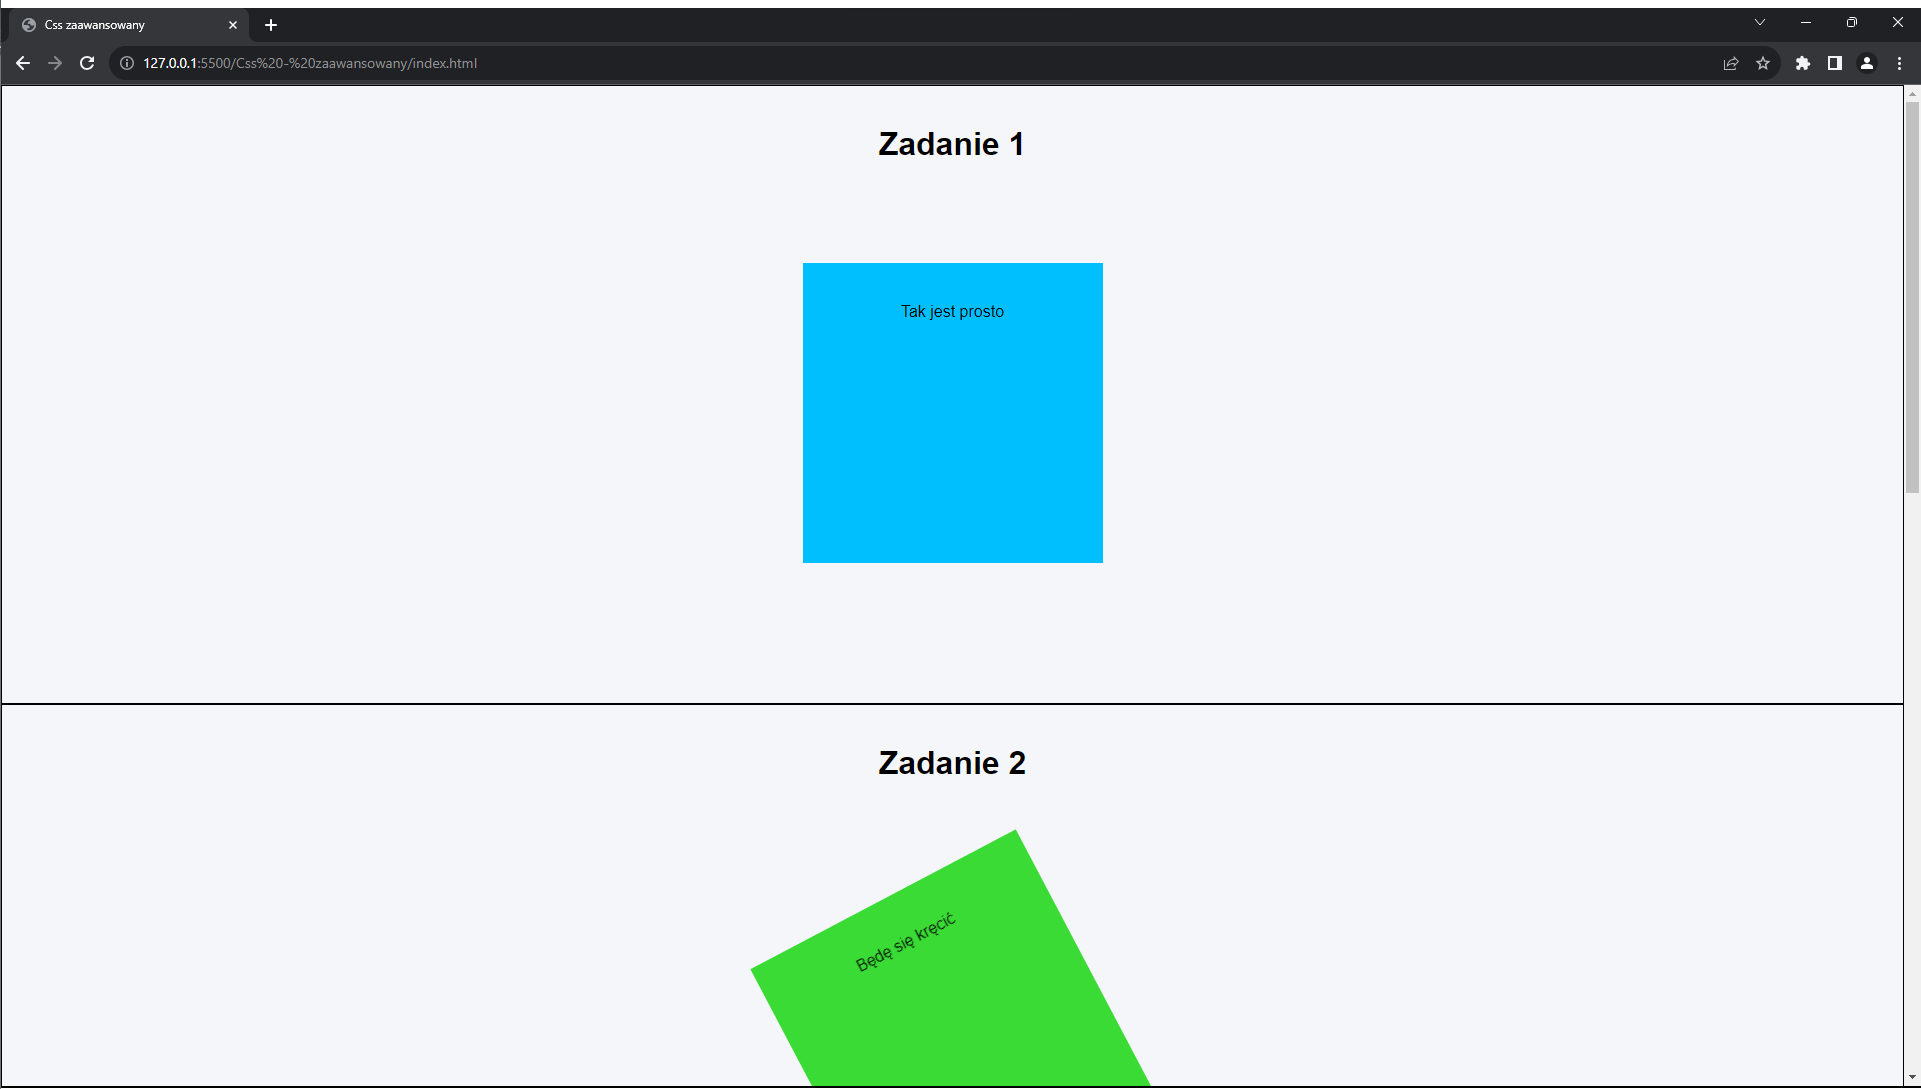 Css zaawansowany
127.0.0.1:5500/Css%20-%20zaawansowany/index.html
Zadanie 1
Tak jest prosto
Zadanie 2
Będę się kręcić